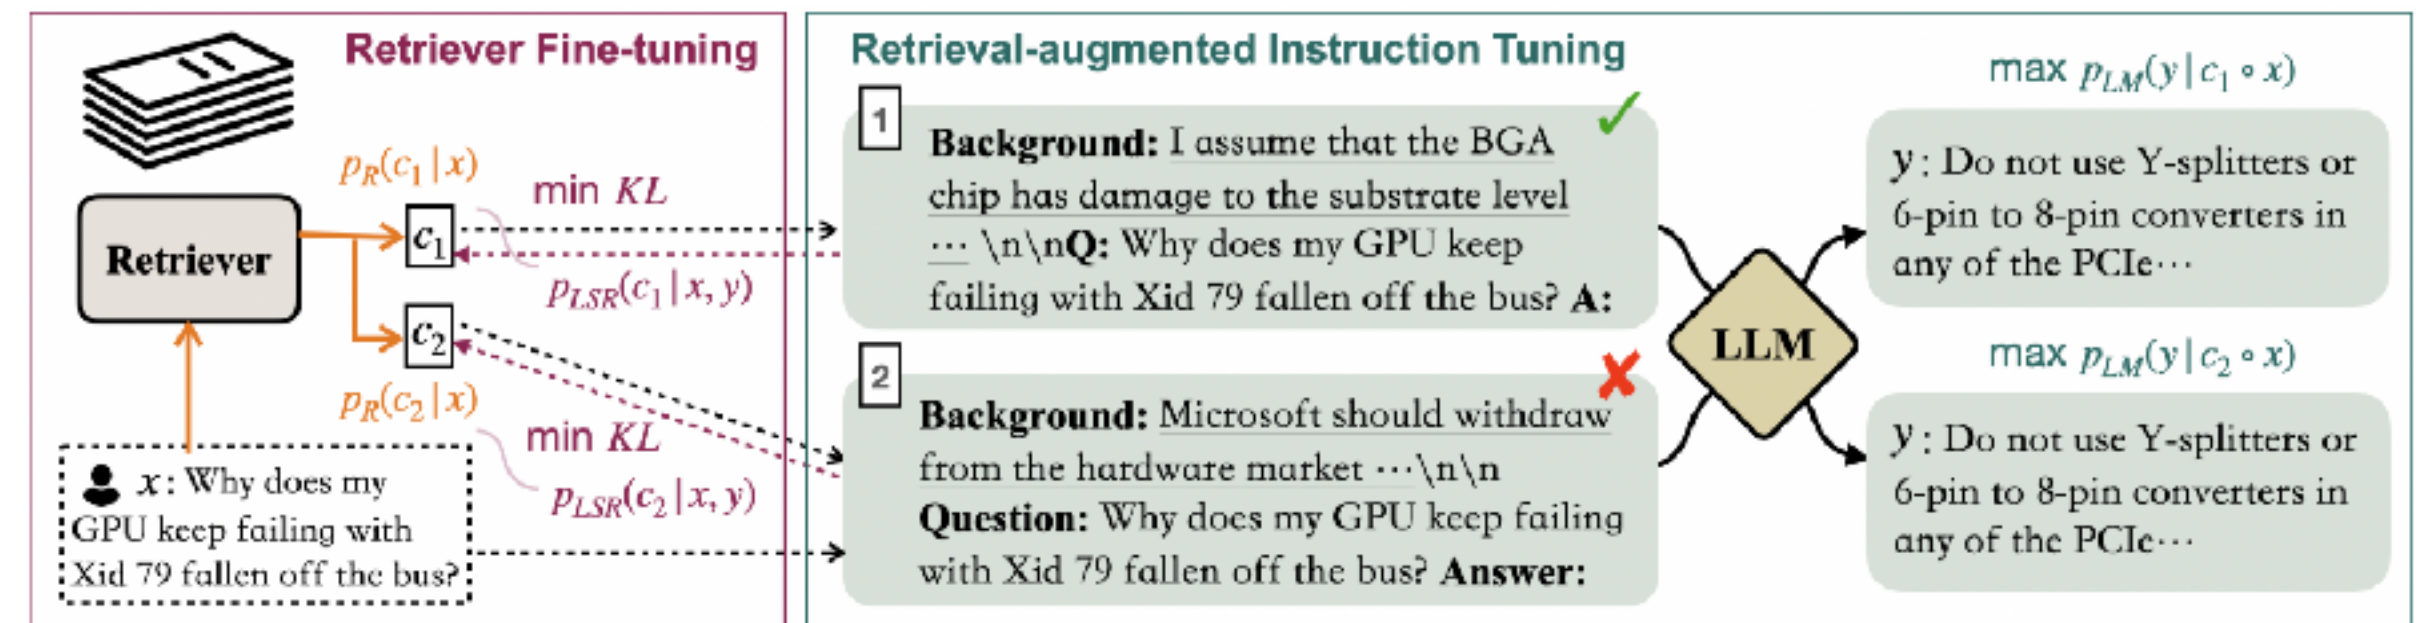 Retriever Fine-tuning
p_R(c_1|x)
min KL
Retriever
c_1
p_LSR(c_1|x,y)
c_2
p_R(c_2|x)
min KL
p_LSR(c_2|x,y)
x: Why does my
GPU keep failing with
Xid 79 fallen off the bus?
Retrieval-augmented Instruction Tuning
1
Background: I assume that the BGA
chip has damage to the substrate level
... \n\nQ: Why does my GPU keep
failing with Xid 79 fallen off the bus? A:
2
Background: Microsoft should withdraw
from the hardware market ...\n\n
Question: Why does my GPU keep failing
with Xid 79 fallen off the bus? Answer:
LLM
max p_LM(y|c_1∘x)
y: Do not use Y-splitters or
6-pin to 8-pin converters in
any of the PCIe...
max p_LM(y|c_2∘x)
y: Do not use Y-splitters or
6-pin to 8-pin converters in
any of the PCIe...